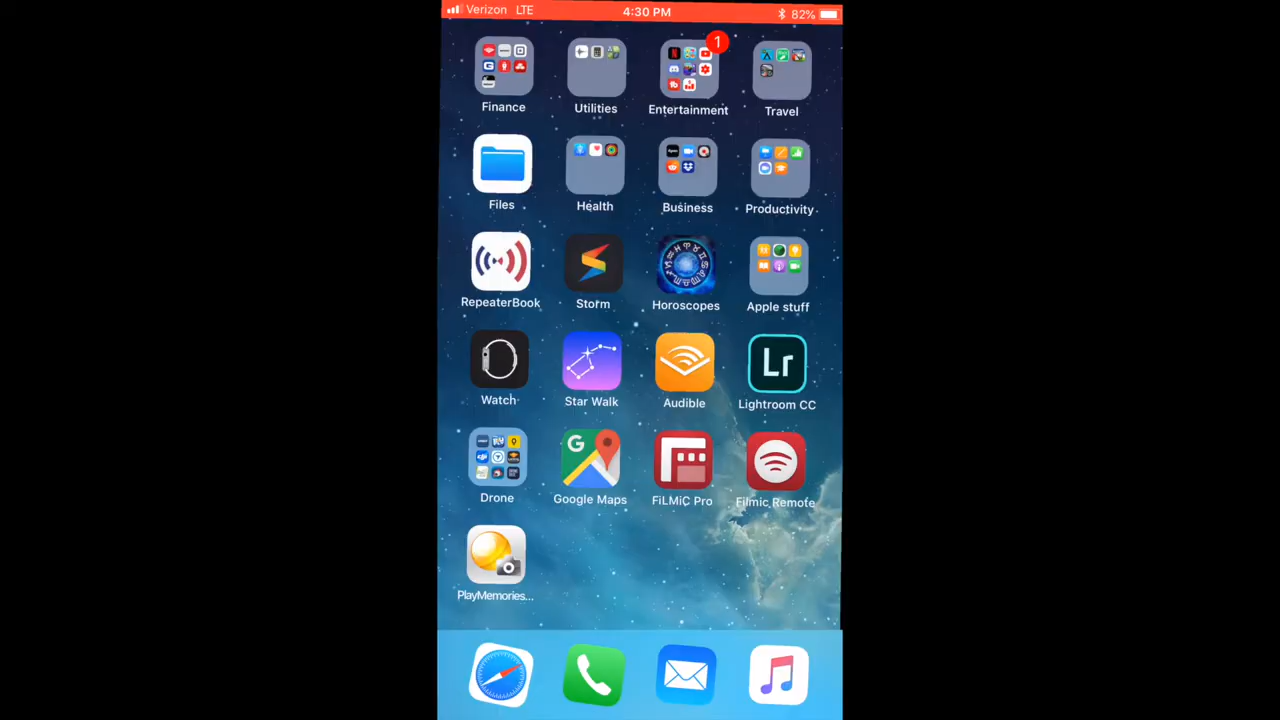 Verizon LTE 4:30 PM 82%
1
Finance Utilities Entertainment Travel
Files Health Business Productivity
RepeaterBook Storm Horoscopes Apple stuff
Lr
Watch Star Walk Audible Lightroom CC
G
Drone Google Maps FiLMiC Pro Filmic Remote
PlayMemories...